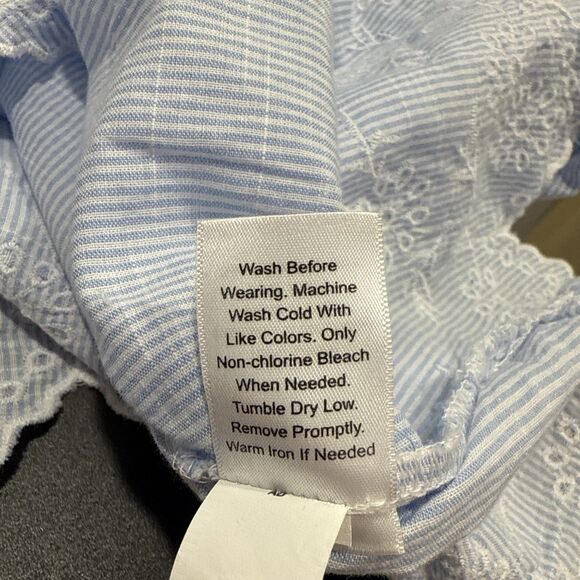 Wash Before
Wearing. Machine
Wash Cold With
Like Colors. Only
Non-chlorine Bleach
When Needed.
Tumble Dry Low.
Remove Promptly.
Warm Iron If Needed